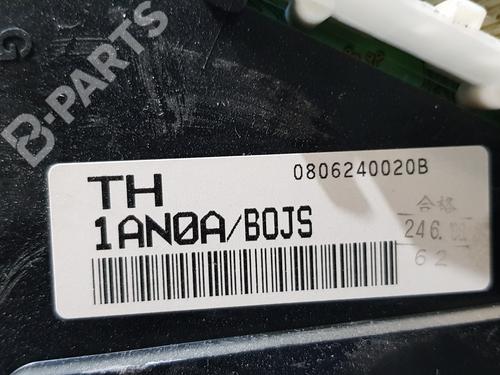 B-PARTS
TH
0806240020B
1AN0A/B0JS
合格
246.
62